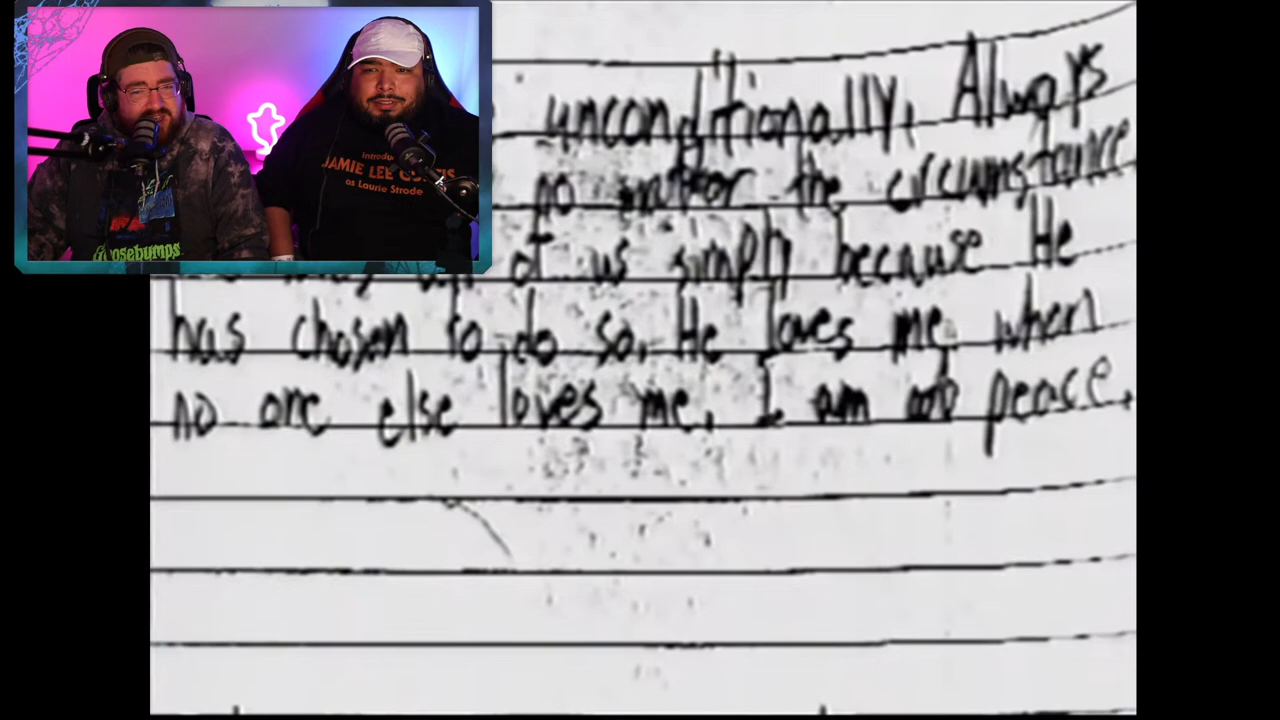 Introdu
JAMIE LEE CURTIS
as Laurie Strode
Goosebumps
unconditionally, Always
no matter the circumstance
of us simply because He
has chosen to do so, He loves me when
no one else loves me, I am at peace,